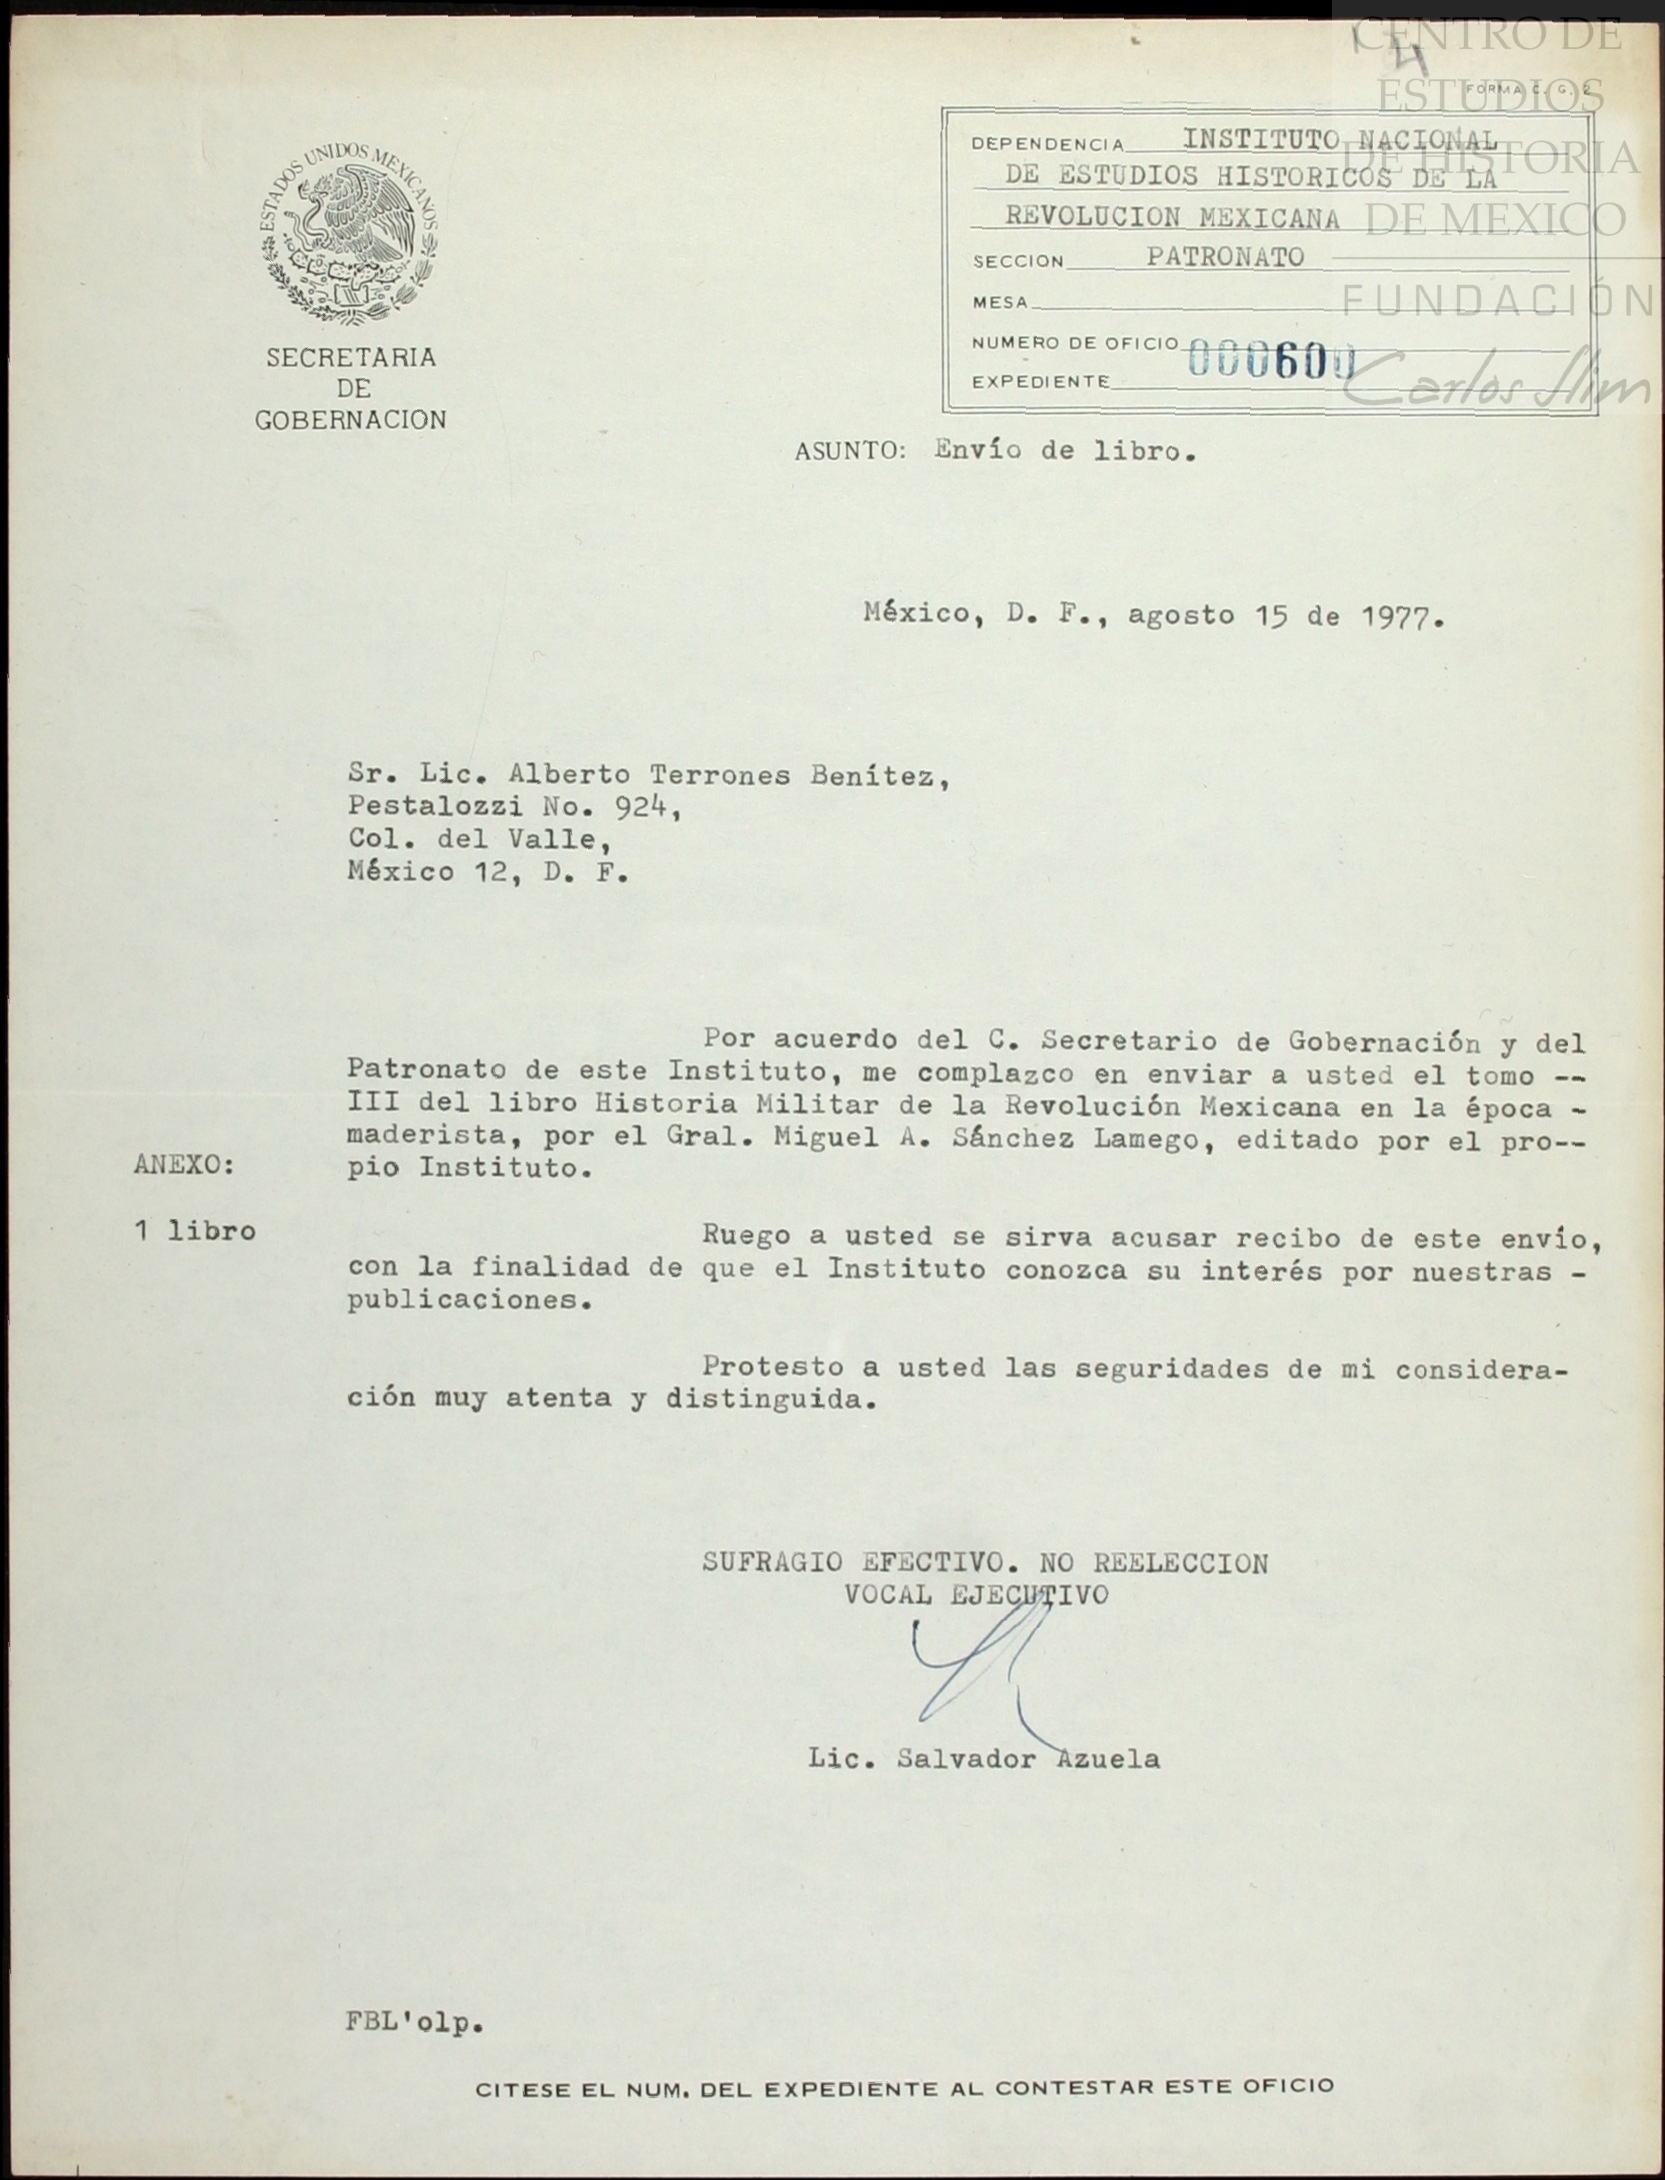 CENTRO DE
ESTUDIOS
DE HISTORIA
DE MEXICO
FUNDACIÓN
Carlos Slim
4
FORMA C. G. 2
ESTADOS UNIDOS MEXICANOS
SECRETARIA
DE
GOBERNACION
DEPENDENCIA INSTITUTO NACIONAL
DE ESTUDIOS HISTORICOS DE LA
REVOLUCION MEXICANA
SECCION PATRONATO
MESA
NUMERO DE OFICIO 000600
EXPEDIENTE
ASUNTO: Envío de libro.
México, D. F., agosto 15 de 1977.
Sr. Lic. Alberto Terrones Benítez,
Pestalozzi No. 924,
Col. del Valle,
México 12, D. F.
Por acuerdo del C. Secretario de Gobernación y del
Patronato de este Instituto, me complazco en enviar a usted el tomo --
III del libro Historia Militar de la Revolución Mexicana en la época -
maderista, por el Gral. Miguel A. Sánchez Lamego, editado por el pro--
pio Instituto.
ANEXO:
1 libro
Ruego a usted se sirva acusar recibo de este envío,
con la finalidad de que el Instituto conozca su interés por nuestras -
publicaciones.
Protesto a usted las seguridades de mi considera-
ción muy atenta y distinguida.
SUFRAGIO EFECTIVO. NO REELECCION
VOCAL EJECUTIVO
Lic. Salvador Azuela
FBL'olp.
CITESE EL NUM. DEL EXPEDIENTE AL CONTESTAR ESTE OFICIO